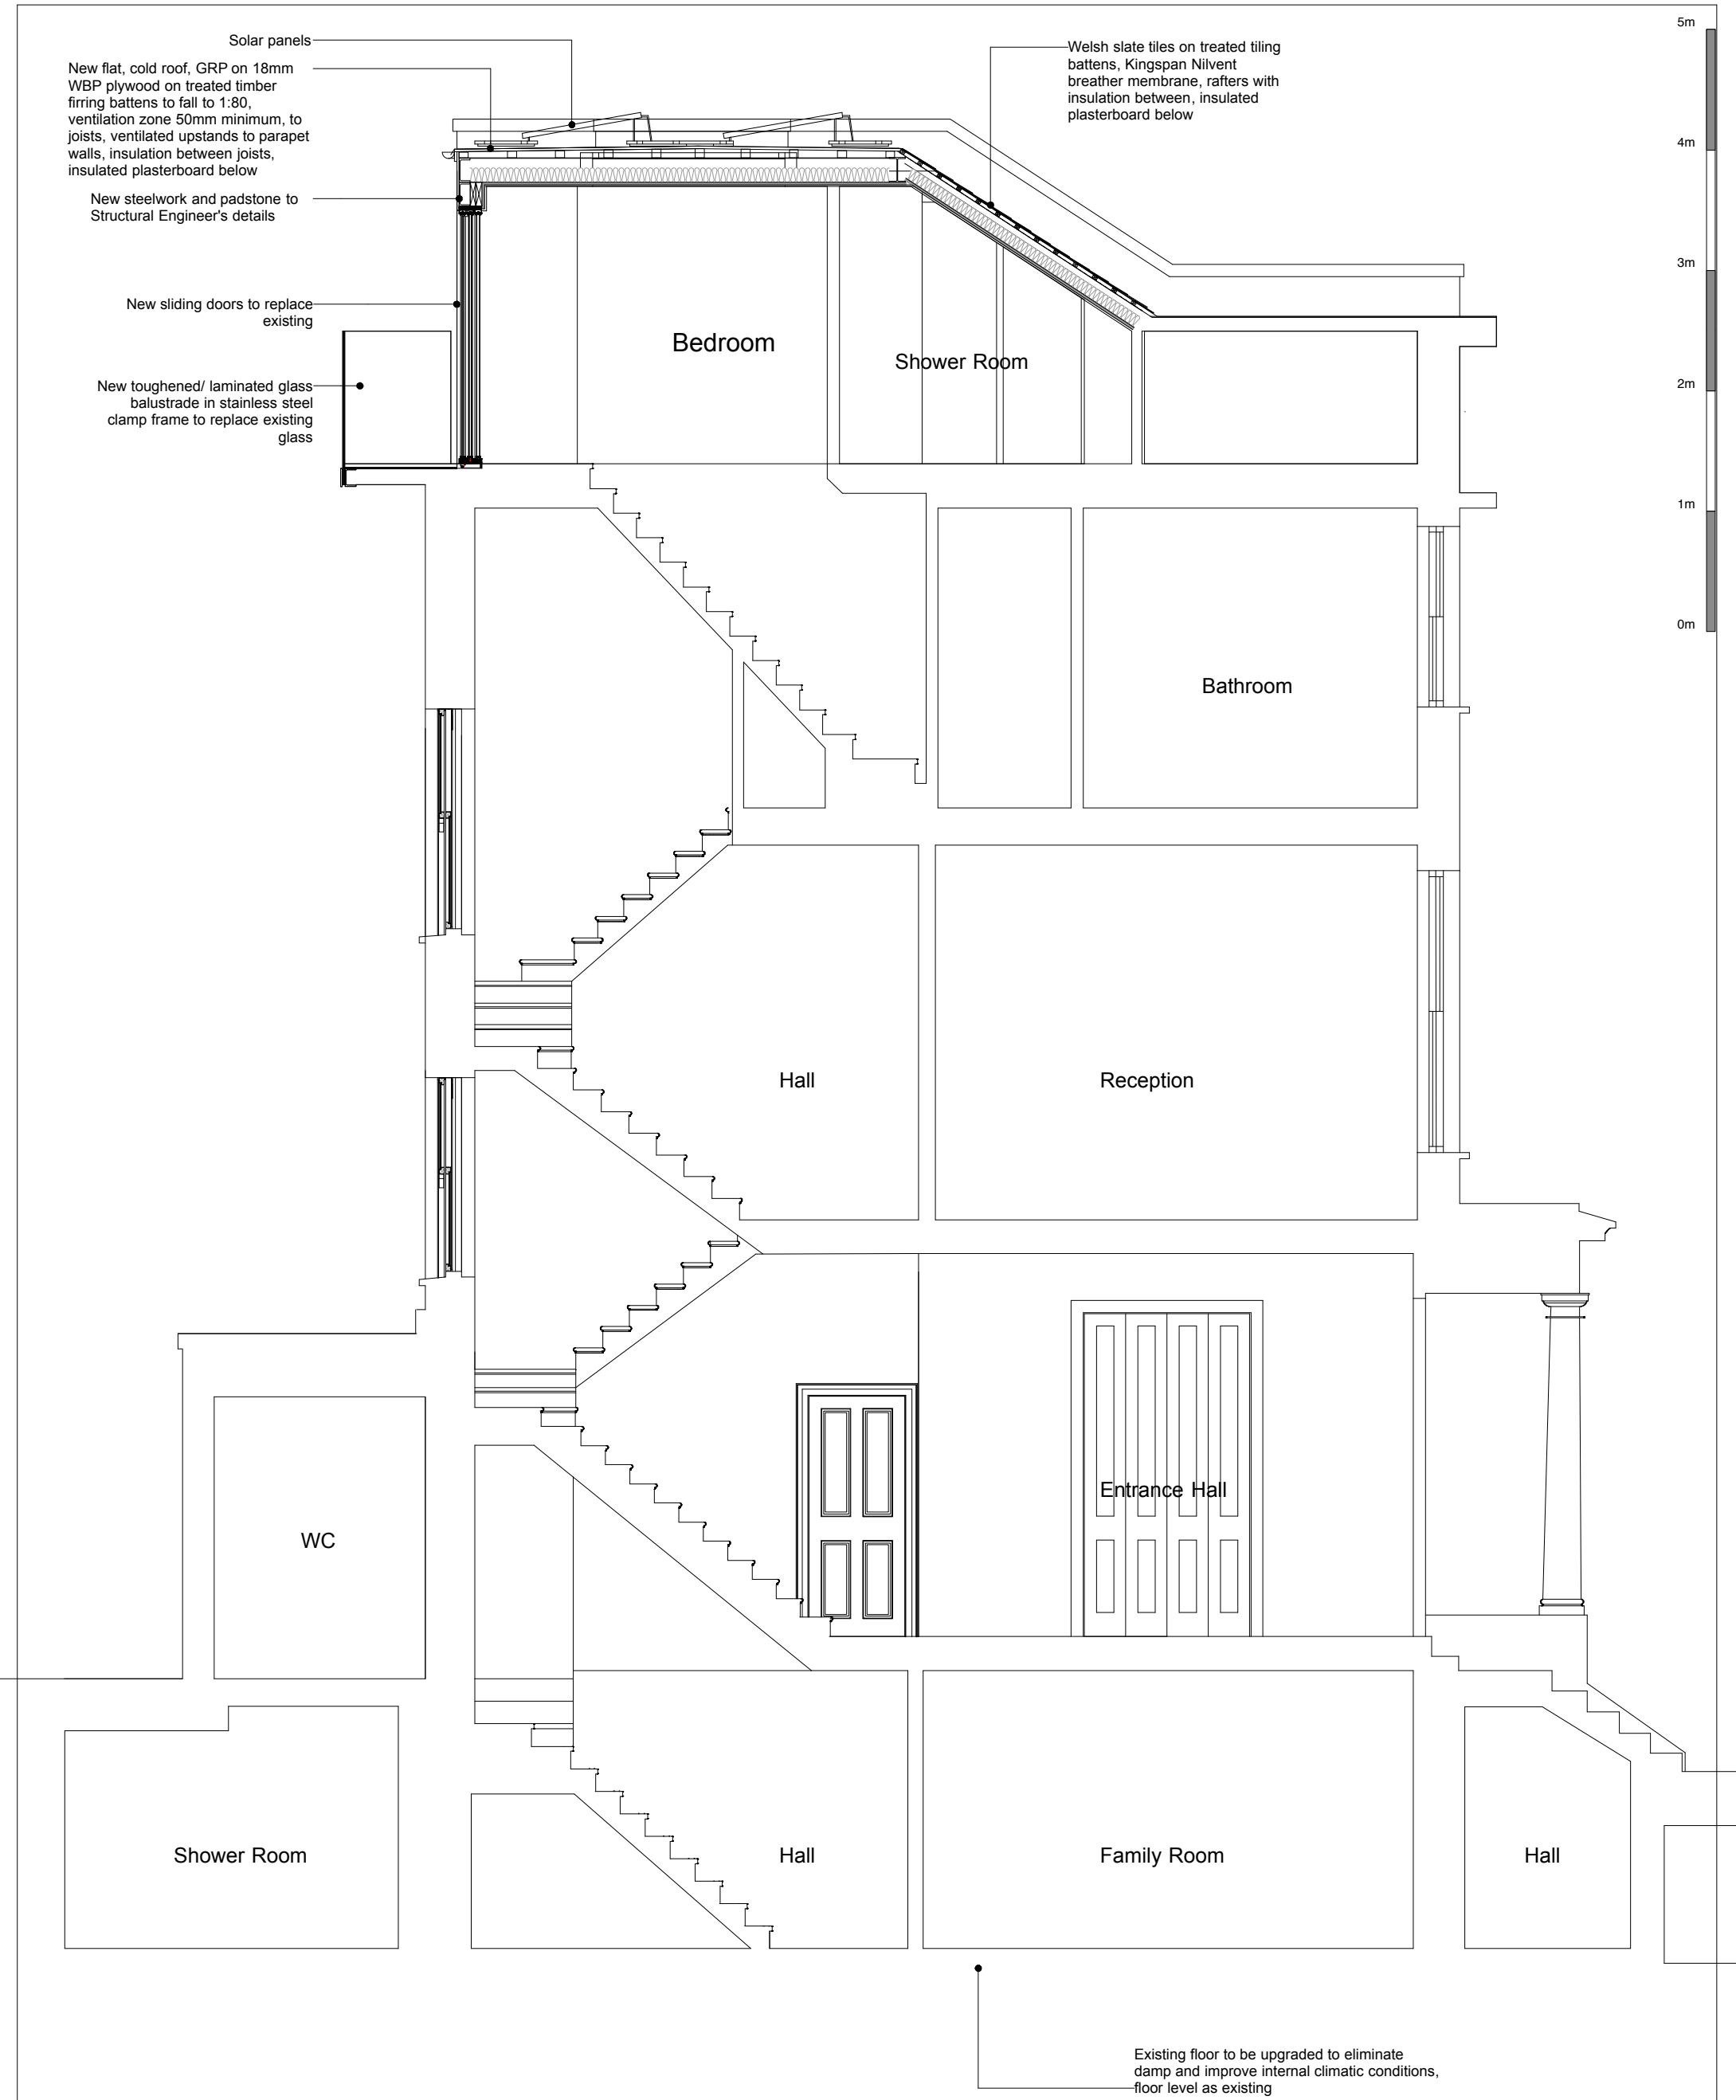 Solar panels
New flat, cold roof, GRP on 18mm
WBP plywood on treated timber
firring battens to fall to 1:80,
ventilation zone 50mm minimum, to
joists, ventilated upstands to parapet
walls, insulation between joists,
insulated plasterboard below
New steelwork and padstone to
Structural Engineer's details
New sliding doors to replace
existing
New toughened/ laminated glass
balustrade in stainless steel
clamp frame to replace existing
glass
Welsh slate tiles on treated tiling
battens, Kingspan Nilvent
breather membrane, rafters with
insulation between, insulated
plasterboard below
5m
4m
3m
2m
1m
0m
Bedroom
Shower Room
Bathroom
Hall
Reception
Entrance Hall
WC
Shower Room
Hall
Family Room
Hall
Existing floor to be upgraded to eliminate
damp and improve internal climatic conditions,
floor level as existing